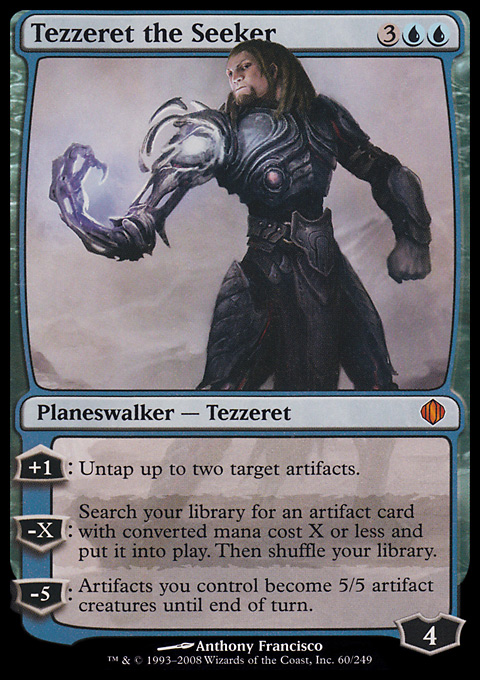 Tezzeret the Seeker 3
Planeswalker — Tezzeret
+1 : Untap up to two target artifacts.
Search your library for an artifact card
-X : with converted mana cost X or less and
put it into play. Then shuffle your library.
-5 : Artifacts you control become 5/5 artifact
creatures until end of turn.
Anthony Francisco
4
™ & © 1993–2008 Wizards of the Coast, Inc. 60/249